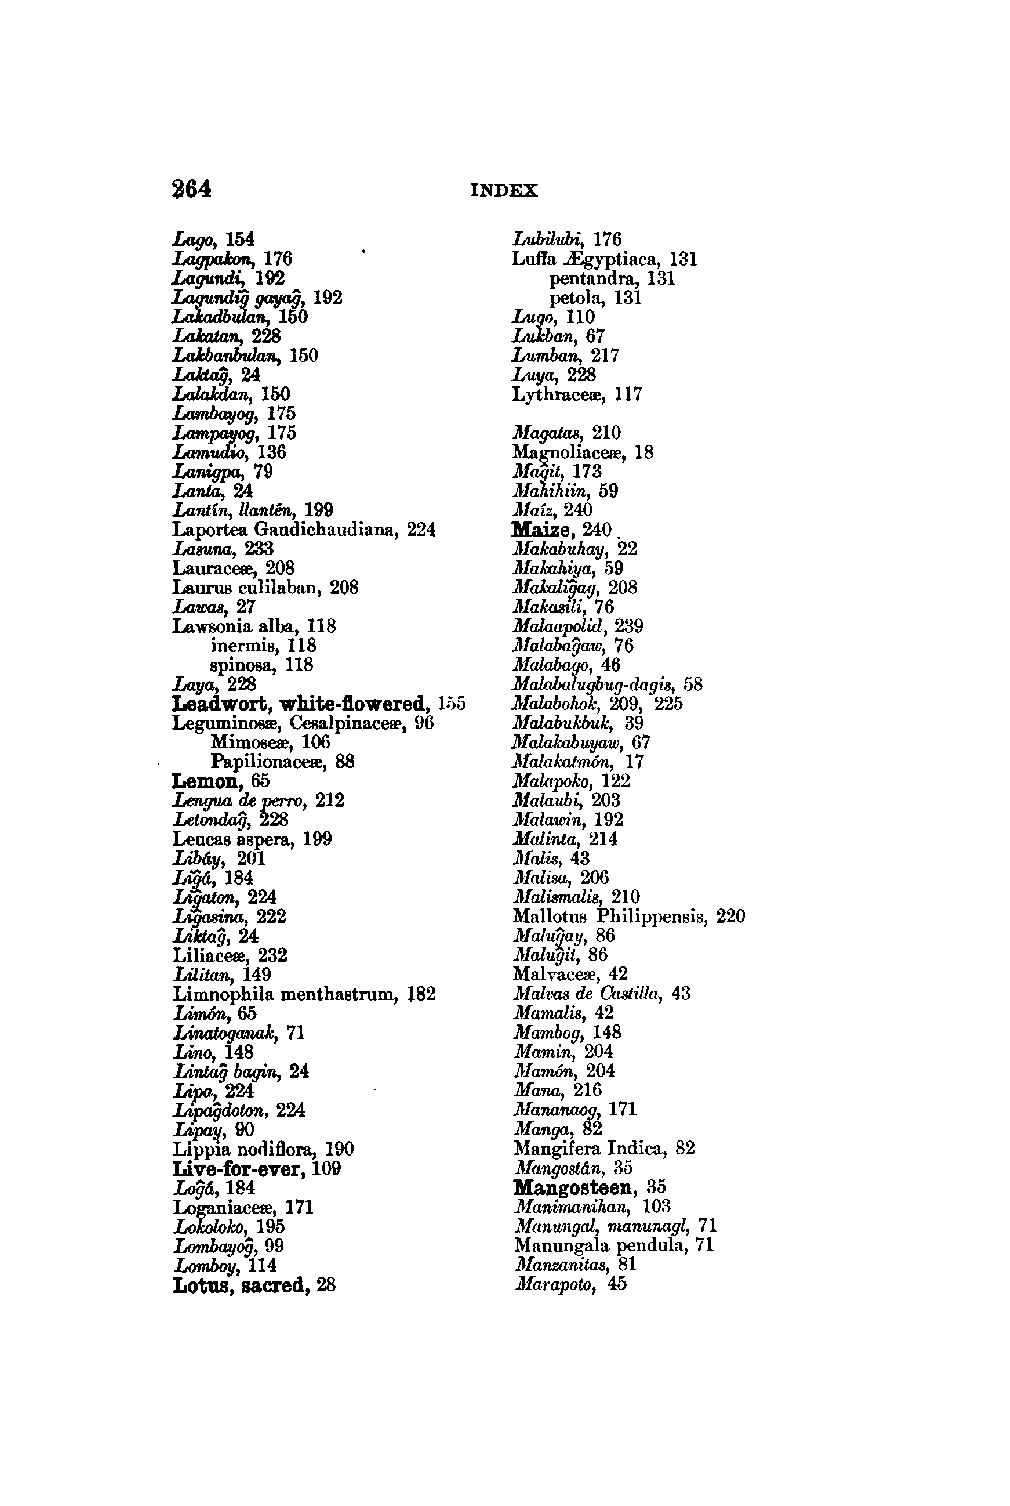 264
INDEX
Lago, 154
Lagpakon, 176
Lagundi, 192
Lagundig̃ gayag̃, 192
Lakadbulan, 150
Lakatan, 228
Lakbanbulan, 150
Laktag̃, 24
Lalakdan, 150
Lambayog, 175
Lampayog, 175
Lamudio, 136
Lanigpa, 79
Lanta, 24
Lantín, llantén, 199
Laportea Gaudichaudiana, 224
Lasuna, 233
Lauraceæ, 208
Laurus culilaban, 208
Lawas, 27
Lawsonia alba, 118
inermis, 118
spinosa, 118
Laya, 228
Leadwort, white-flowered, 155
Leguminosæ, Cesalpinaceæ, 96
Mimoseæ, 106
Papilionaceæ, 88
Lemon, 65
Lengua de perro, 212
Letondag̃, 228
Leucas aspera, 199
Libáy, 201
Lig̃á, 184
Lig̃aton, 224
Lig̃asina, 222
Liktag̃, 24
Liliaceæ, 232
Lilitan, 149
Limnophila menthastrum, 182
Limón, 65
Linatoganak, 71
Lino, 148
Lintag̃ bagin, 24
Lipa, 224
Lipag̃doton, 224
Lipay, 90
Lippia nodiflora, 190
Live-for-ever, 109
Log̃á, 184
Loganiaceæ, 171
Lokoloko, 195
Lombayog̃, 99
Lomboy, 114
Lotus, sacred, 28
Lubilubi, 176
Luffa Ægyptiaca, 131
pentandra, 131
petola, 131
Lugo, 110
Lukban, 67
Lumban, 217
Luya, 228
Lythraceæ, 117
Magatas, 210
Magnoliaceæ, 18
Mag̃it, 173
Mahihiin, 59
Maíz, 240
Maize, 240
Makabuhay, 22
Makahiya, 59
Makalig̃ag, 208
Makasili, 76
Malaapolid, 239
Malabag̃aw, 76
Malabago, 46
Malabulugbug-dagis, 58
Malabohok, 209, 225
Malabukbuk, 39
Malakabuyaw, 67
Malakatmón, 17
Malapoko, 122
Malaubi, 203
Malawin, 192
Malinta, 214
Malis, 43
Malisa, 206
Malismalis, 210
Mallotus Philippensis, 220
Malug̃ay, 86
Malug̃it, 86
Malvaceæ, 42
Malvas de Castilla, 43
Mamalis, 42
Mambog, 148
Mamin, 204
Mamón, 204
Mana, 216
Mananaog, 171
Manga, 82
Mangifera Indica, 82
Mangostán, 35
Mangosteen, 35
Manimanihan, 103
Manungal, manunagl, 71
Manungala pendula, 71
Manzanitas, 81
Marapoto, 45